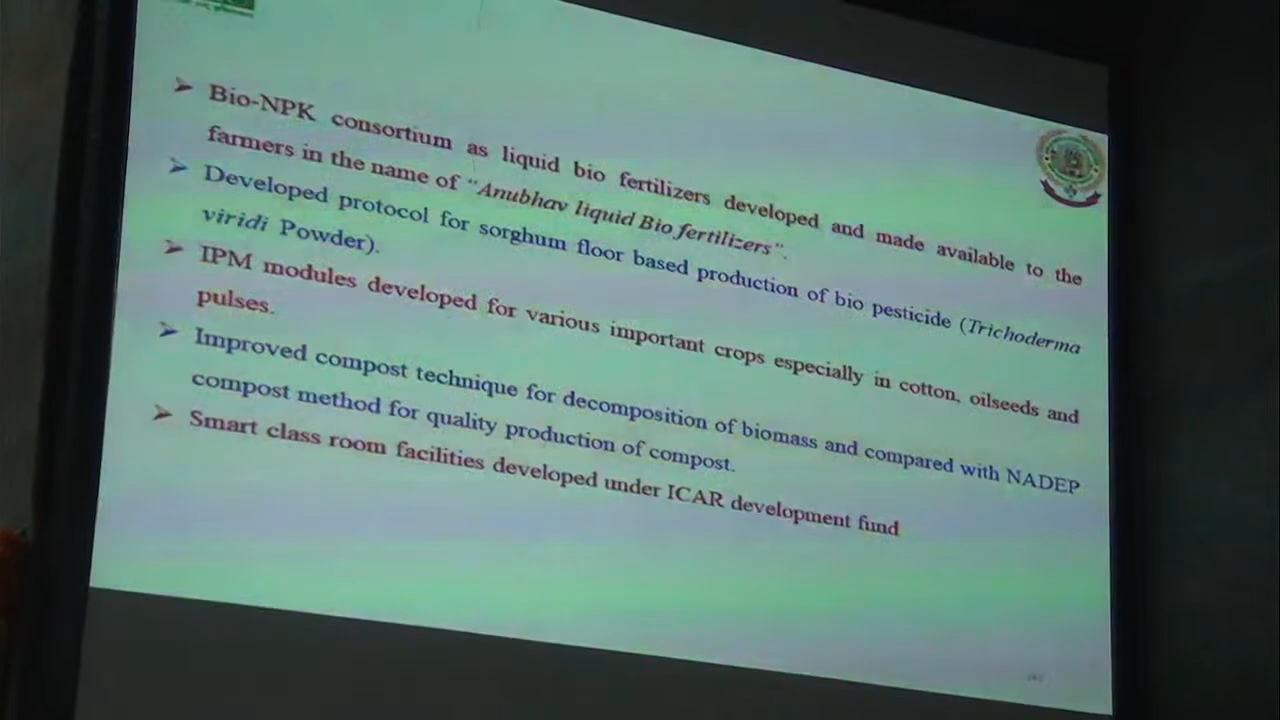 ➢ Bio-NPK consortium as liquid bio fertilizers developed and made available to the
farmers in the name of “Anubhav liquid Bio fertilizers”.
➢ Developed protocol for sorghum floor based production of bio pesticide (Trichoderma
viridi Powder).
➢ IPM modules developed for various important crops especially in cotton, oilseeds and
pulses.
➢ Improved compost technique for decomposition of biomass and compared with NADEP
compost method for quality production of compost.
➢ Smart class room facilities developed under ICAR development fund